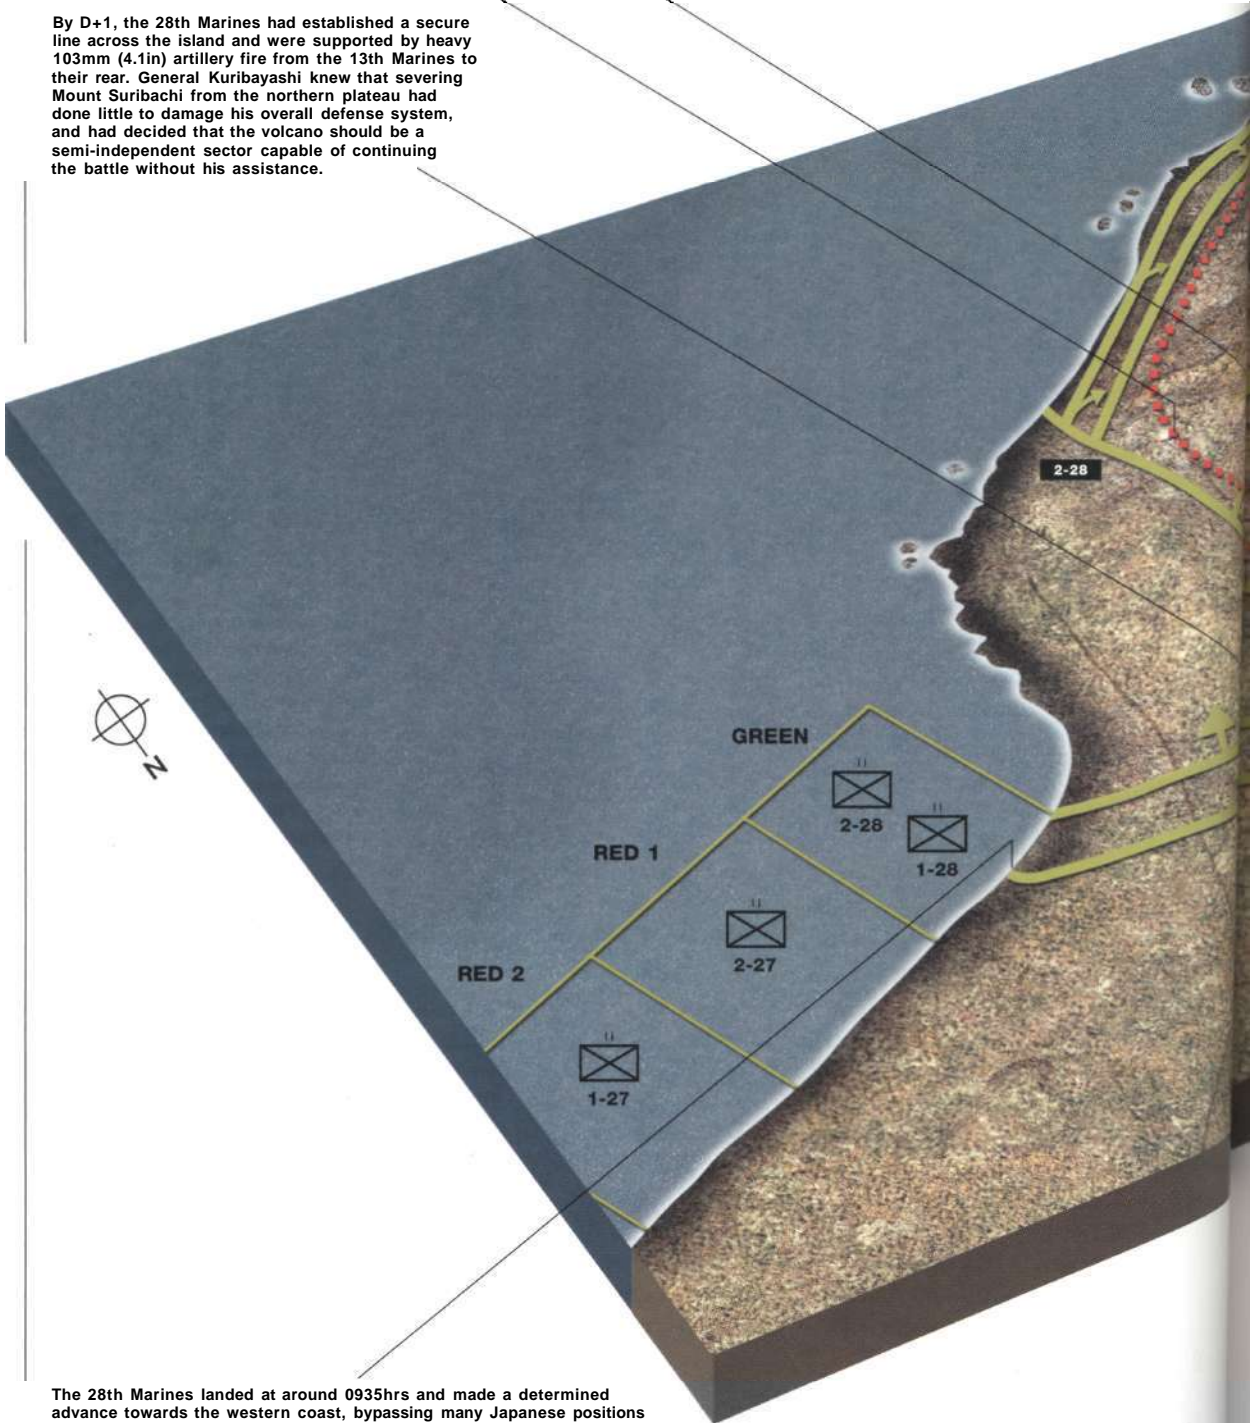 By D+1, the 28th Marines had established a secure
line across the island and were supported by heavy
103mm (4.1in) artillery fire from the 13th Marines to
their rear. General Kuribayashi knew that severing
Mount Suribachi from the northern plateau had
done little to damage his overall defense system,
and had decided that the volcano should be a
semi-independent sector capable of continuing
the battle without his assistance.
2-28
N
GREEN
2-28
1-28
RED 1
2-27
RED 2
1-27
The 28th Marines landed at around 0935hrs and made a determined
advance towards the western coast, bypassing many Japanese positions